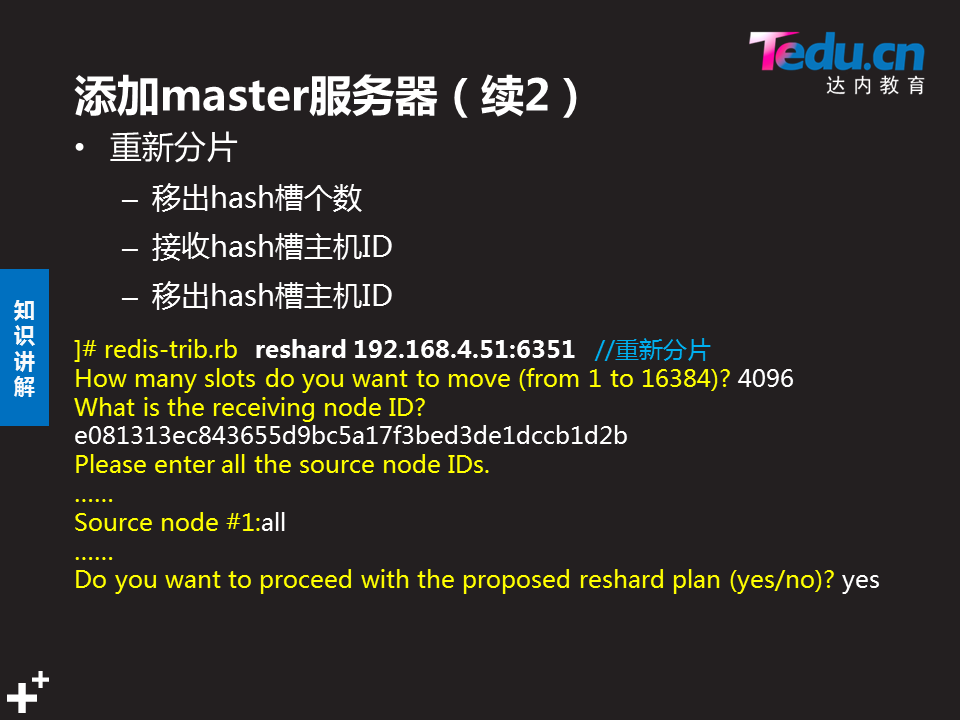 Tedu.cn
达内教育
添加master服务器（续2）
• 重新分片
– 移出hash槽个数
– 接收hash槽主机ID
– 移出hash槽主机ID
知识讲解
]# redis-trib.rb reshard 192.168.4.51:6351 //重新分片
How many slots do you want to move (from 1 to 16384)? 4096
What is the receiving node ID?
e081313ec843655d9bc5a17f3bed3de1dccb1d2b
Please enter all the source node IDs.
……
Source node #1:all
……
Do you want to proceed with the proposed reshard plan (yes/no)? yes